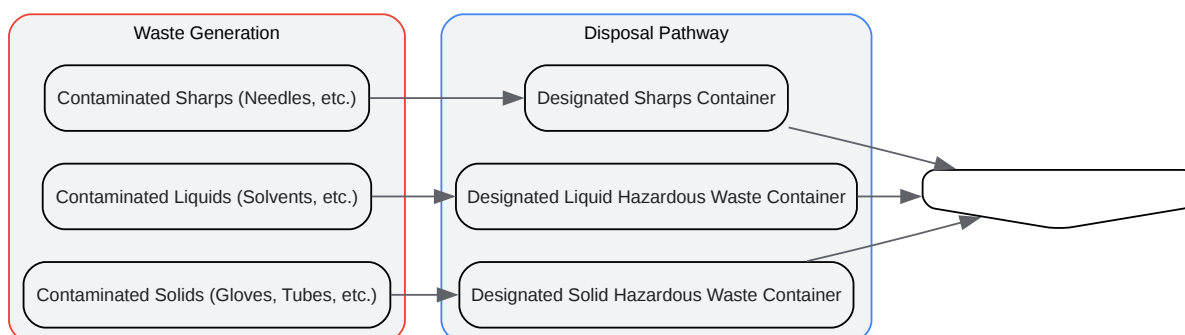 Waste Generation
Disposal Pathway
Contaminated Sharps (Needles, etc.)
Designated Sharps Container
Contaminated Liquids (Solvents, etc.)
Designated Liquid Hazardous Waste Container
Contaminated Solids (Gloves, Tubes, etc.)
Designated Solid Hazardous Waste Container